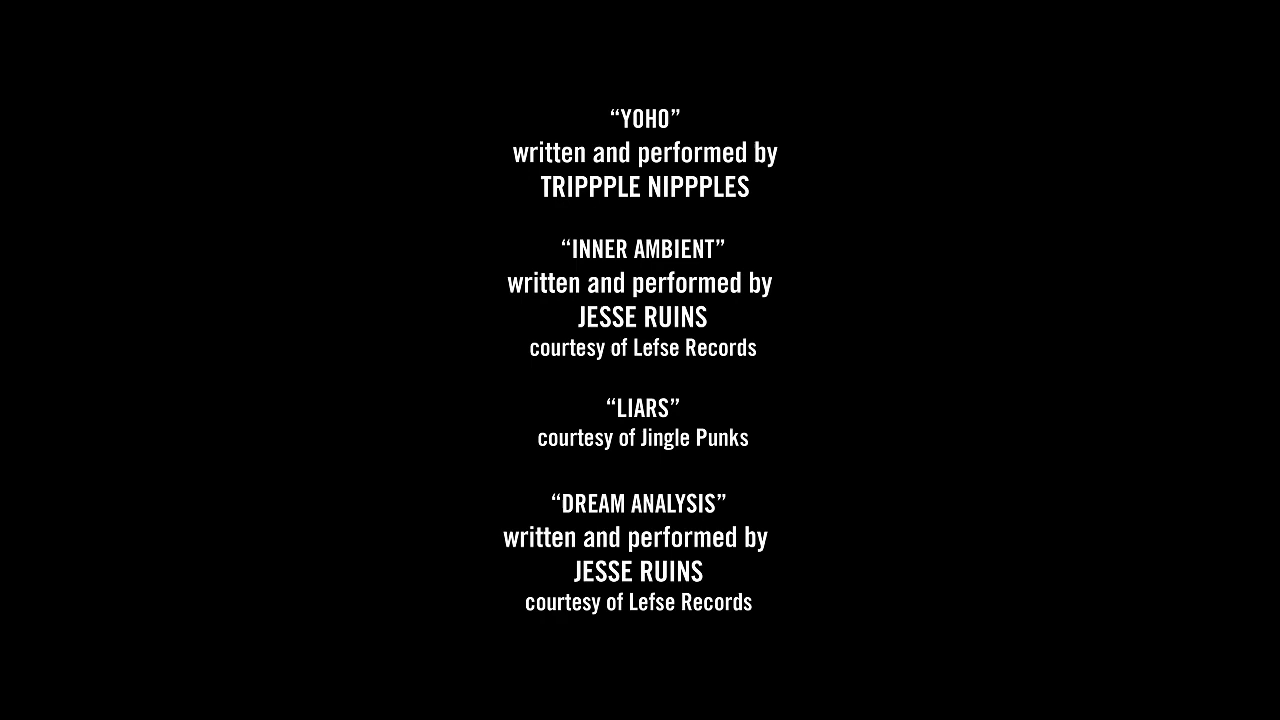 “YOHO”
written and performed by
TRIPPPLE NIPPPLES
“INNER AMBIENT”
written and performed by
JESSE RUINS
courtesy of Lefse Records
“LIARS”
courtesy of Jingle Punks
“DREAM ANALYSIS”
written and performed by
JESSE RUINS
courtesy of Lefse Records